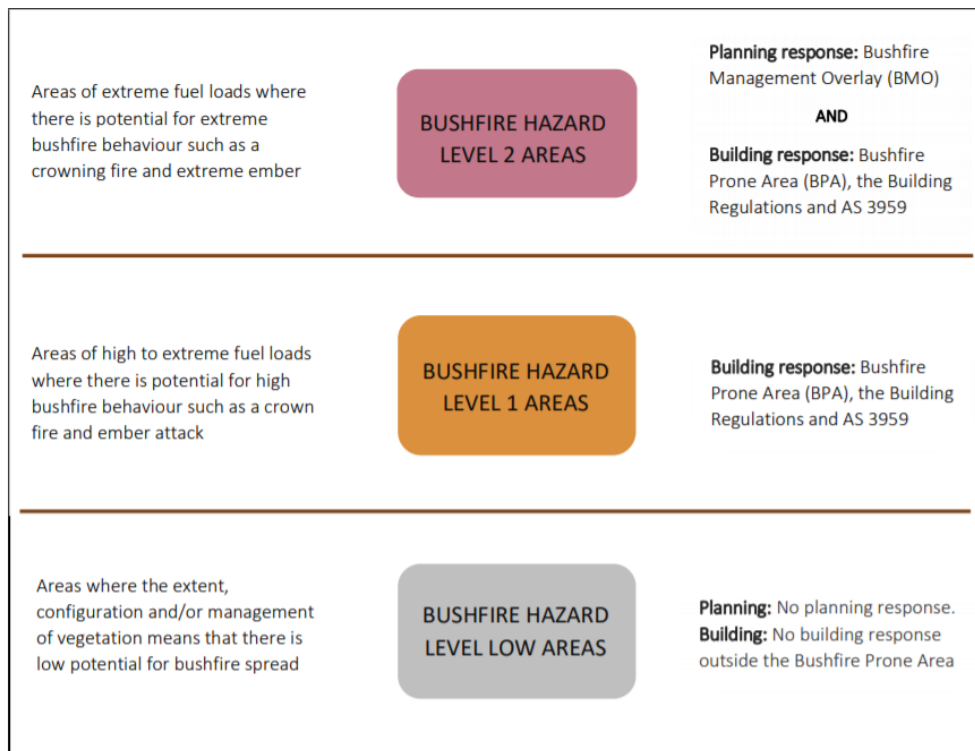 Areas of extreme fuel loads where
there is potential for extreme
bushfire behaviour such as a
crowning fire and extreme ember
BUSHFIRE HAZARD
LEVEL 2 AREAS
Planning response: Bushfire
Management Overlay (BMO)
AND
Building response: Bushfire
Prone Area (BPA), the Building
Regulations and AS 3959
Areas of high to extreme fuel loads
where there is potential for high
bushfire behaviour such as a crown
fire and ember attack
BUSHFIRE HAZARD
LEVEL 1 AREAS
Building response: Bushfire
Prone Area (BPA), the Building
Regulations and AS 3959
Areas where the extent,
configuration and/or management
of vegetation means that there is
low potential for bushfire spread
BUSHFIRE HAZARD
LEVEL LOW AREAS
Planning: No planning response.
Building: No building response
outside the Bushfire Prone Area